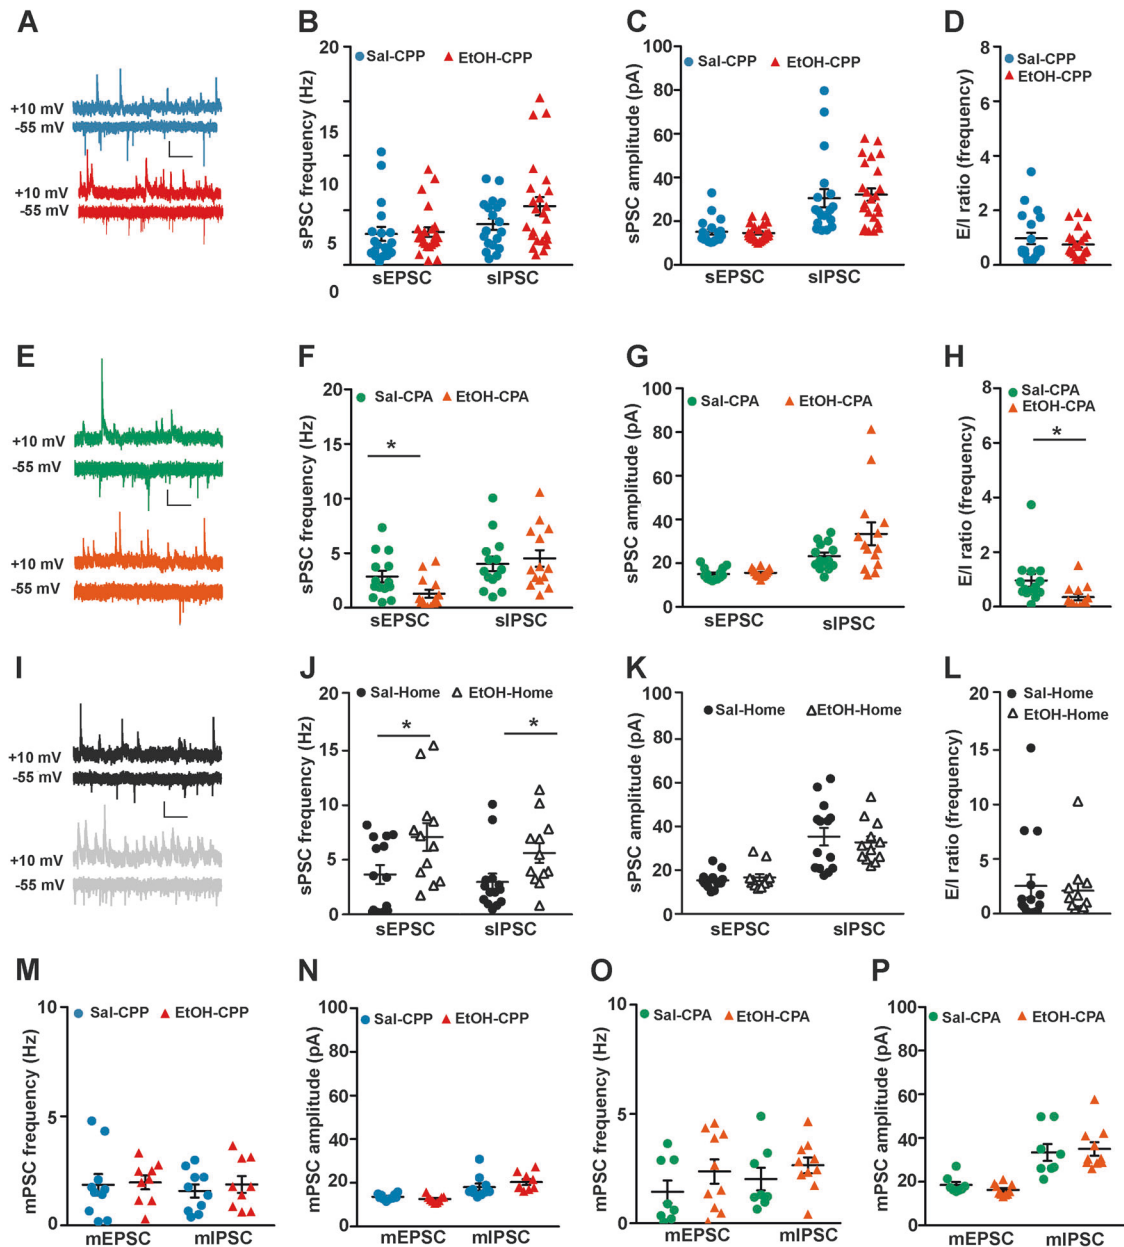 A
+10 mV
-55 mV
+10 mV
-55 mV
B
Sal-CPP EtOH-CPP
sPSC frequency (Hz)
20
15
10
5
5
0
sEPSC sIPSC
C
Sal-CPP EtOH-CPP
sPSC amplitude (pA)
100
80
60
40
20
0
sEPSC sIPSC
D
Sal-CPP
EtOH-CPP
E/I ratio (frequency)
8
6
4
2
0
E
+10 mV
-55 mV
+10 mV
-55 mV
F
Sal-CPA EtOH-CPA
sPSC frequency (Hz)
20
15
10
5
0
*
sEPSC sIPSC
G
Sal-CPA EtOH-CPA
sPSC amplitude (pA)
100
80
60
40
20
0
sEPSC sIPSC
H
Sal-CPA
EtOH-CPA
E/I ratio (frequency)
8
6
4
2
0
*
I
+10 mV
-55 mV
+10 mV
-55 mV
J
Sal-Home EtOH-Home
sPSC frequency (Hz)
20
15
10
5
0
* *
sEPSC sIPSC
K
Sal-Home EtOH-Home
sPSC amplitude (pA)
100
80
60
40
20
0
sEPSC sIPSC
L
Sal-Home
EtOH-Home
E/I ratio (frequency)
20
15
10
5
0
M
Sal-CPP EtOH-CPP
mPSC frequency (Hz)
10
5
0
mEPSC mIPSC
N
Sal-CPP EtOH-CPP
mPSC amplitude (pA)
100
80
60
40
20
0
mEPSC mIPSC
O
Sal-CPA EtOH-CPA
mPSC frequency (Hz)
10
5
0
mEPSC mIPSC
P
Sal-CPA EtOH-CPA
mPSC amplitude (pA)
100
80
60
40
20
0
mEPSC mIPSC